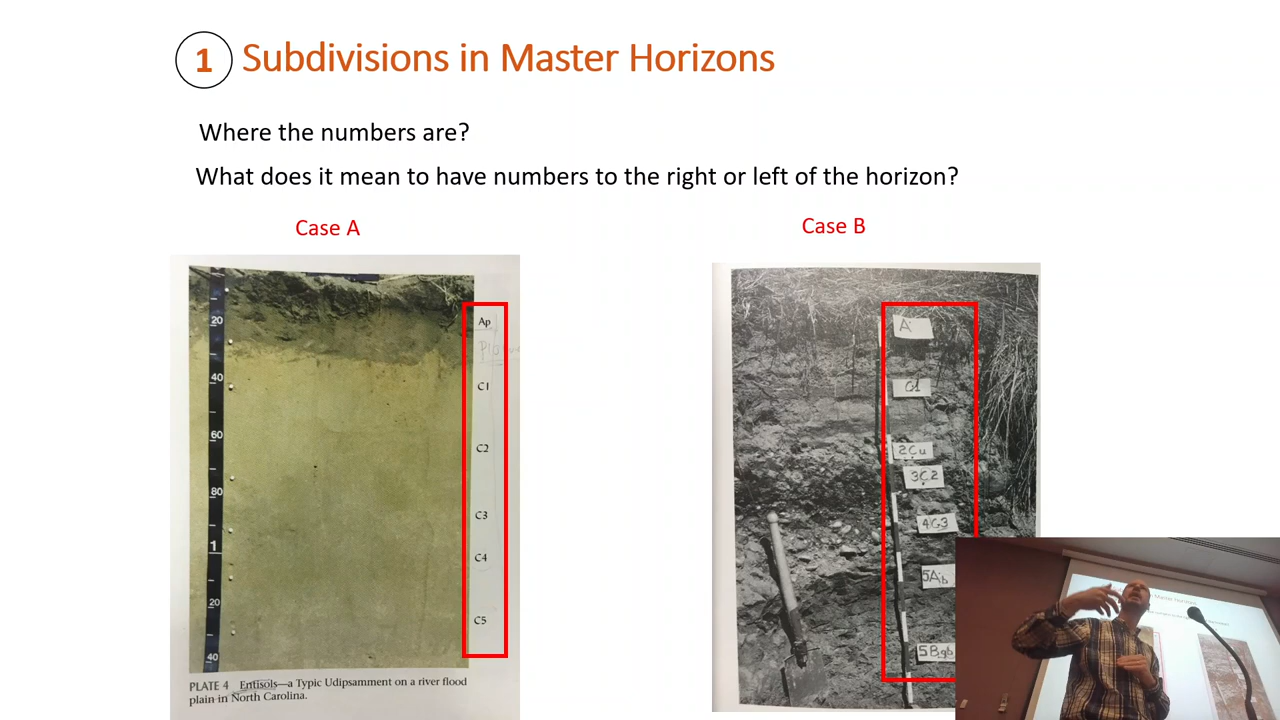 1 Subdivisions in Master Horizons
Where the numbers are?
What does it mean to have numbers to the right or left of the horizon?
Case A
Case B
20
40
60
80
1
20
40
Ap
C1
C2
C3
C4
C5
PLATE 4 Entisols—a Typic Udipsamment on a river flood
plain in North Carolina.
A
C1
2Cu
3C2
4C3
5Ab
5Bgb